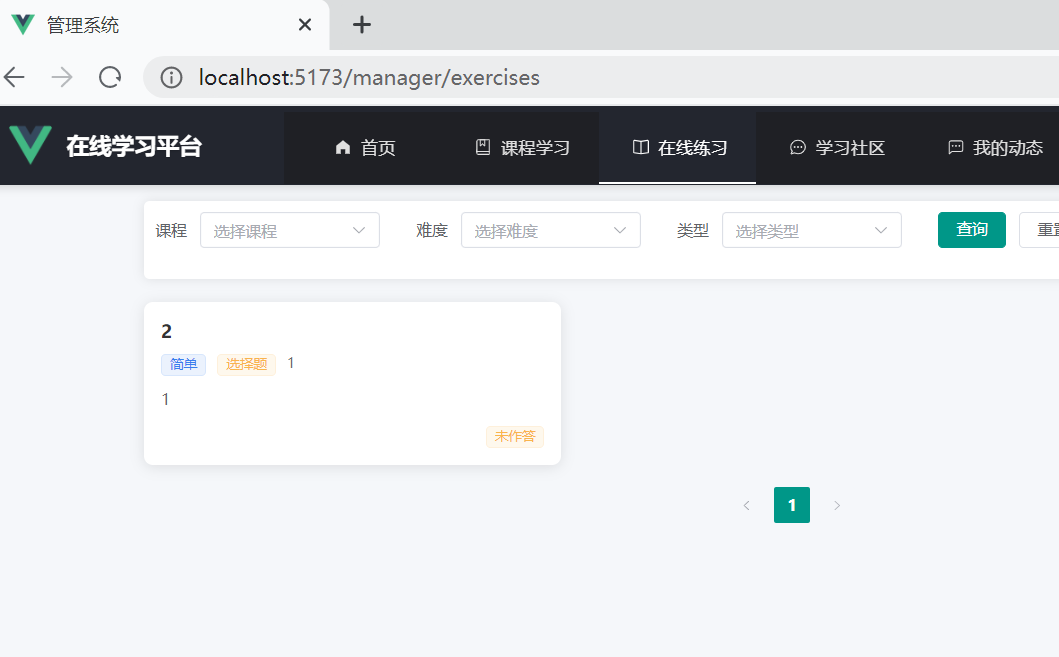 管理系统
localhost:5173/manager/exercises
在线学习平台 首页 课程学习 在线练习 学习社区 我的动态
课程 选择课程 难度 选择难度 类型 选择类型 查询 重置
2
简单 选择题 1
1
未作答
1